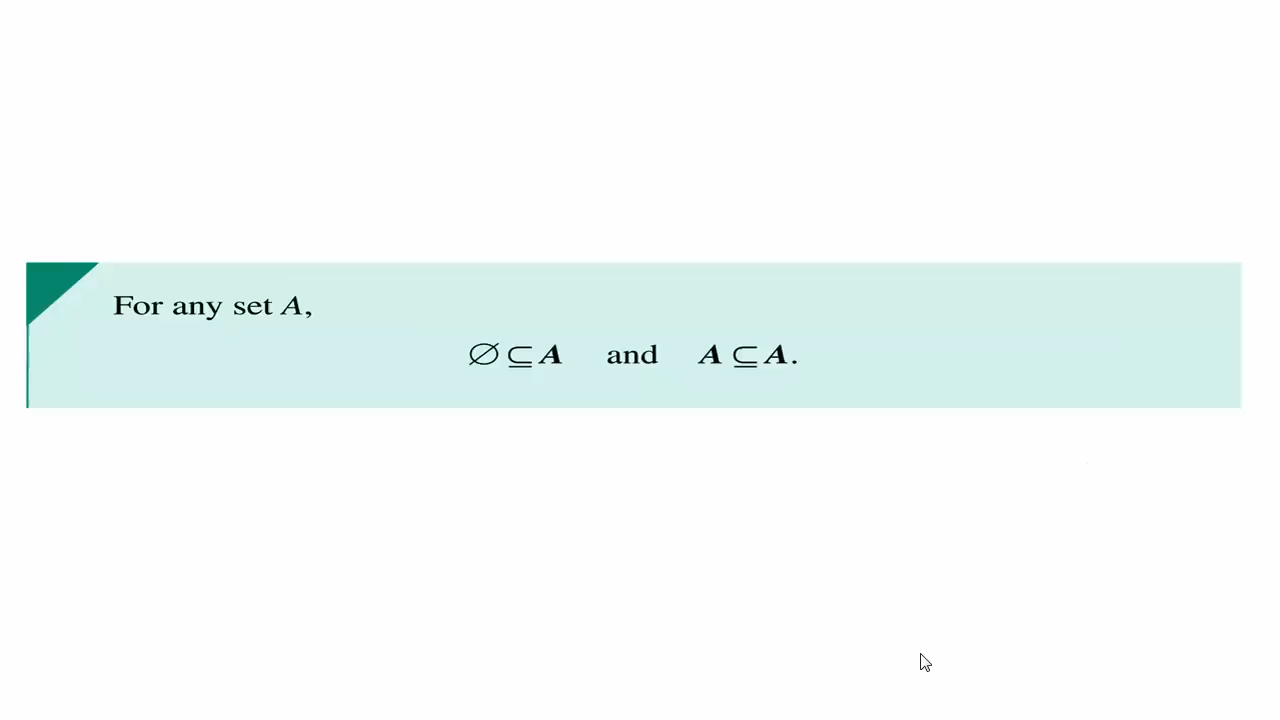 For any set A,
∅ ⊆ A and A ⊆ A.